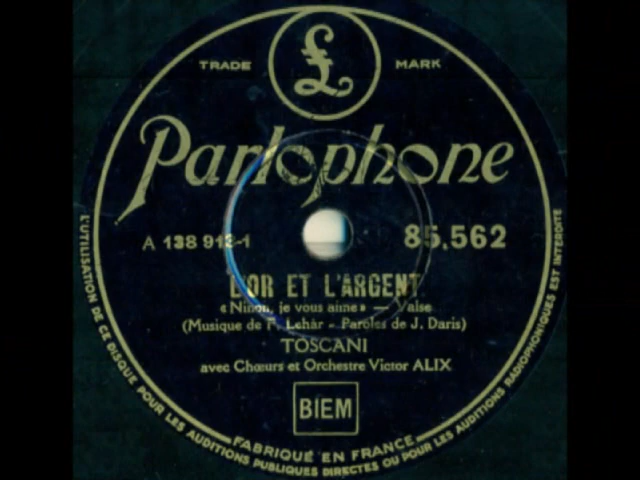 TRADE MARK
£
Parlophone
A 138 913-1 85,562
L'OR ET L'ARGENT
« Ninon, je vous aime » — Valse
(Musique de F. Lehàr - Paroles de J. Daris)
TOSCANI
avec Chœurs et Orchestre Victor ALIX
BIEM
FABRIQUÉ EN FRANCE
L'UTILISATION DE CE DISQUE POUR LES AUDITIONS PUBLIQUES DIRECTES OU POUR LES AUDITIONS RADIOPHONIQUES EST INTERDITE